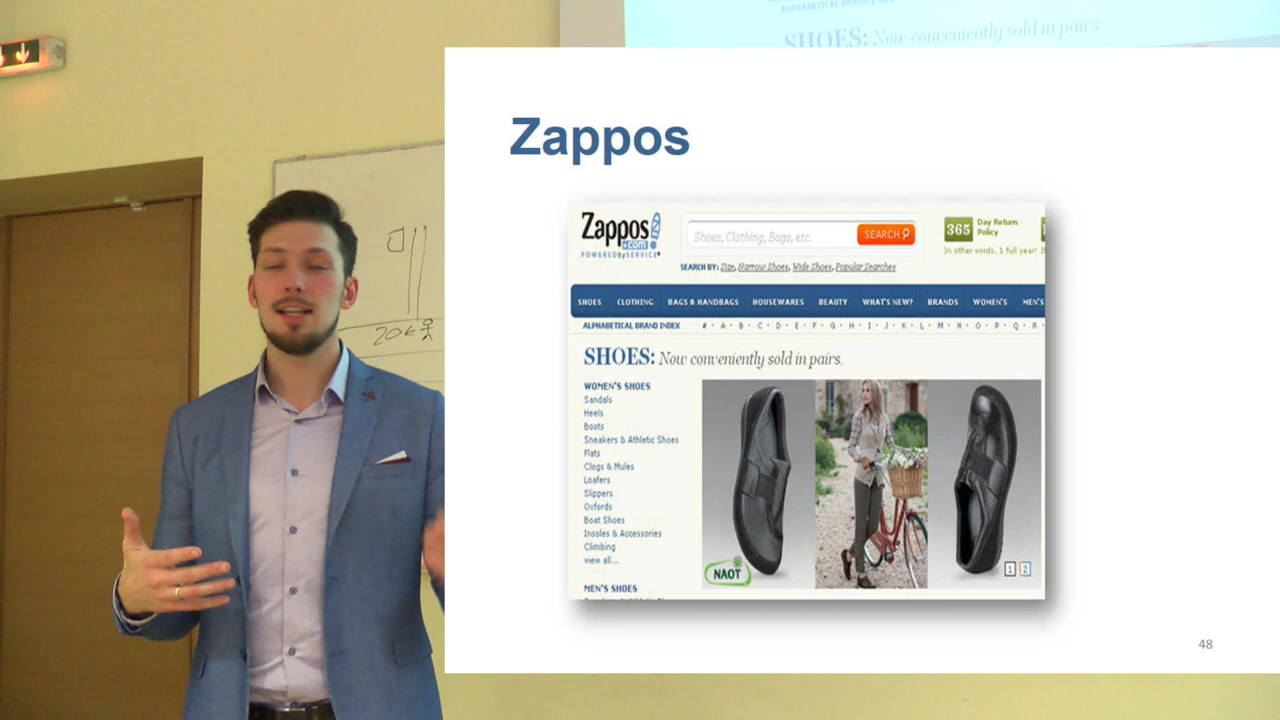 ALPHABETICAL BRAND INDEX
SHOES: Now conveniently sold in pairs
20k
Zappos
Zappos
.com
POWERED by SERVICE
Shoes, Clothing, Bags, etc.
SEARCH
365 Day Return Policy
In other words, 1 full year!
SEARCH BY: Size, Narrow Shoes, Wide Shoes, Popular Searches
SHOES CLOTHING BAGS & HANDBAGS HOUSEWARES BEAUTY WHAT'S NEW? BRANDS WOMEN'S MEN'S
ALPHABETICAL BRAND INDEX # • A • B • C • D • E • F • G • H • I • J • K • L • M • N • O • P • Q • R •
SHOES: Now conveniently sold in pairs.
WOMEN'S SHOES
Sandals
Heels
Boots
Sneakers & Athletic Shoes
Flats
Clogs & Mules
Loafers
Slippers
Oxfords
Boat Shoes
Insoles & Accessories
Climbing
view all...
MEN'S SHOES
NAOT
1 2
48